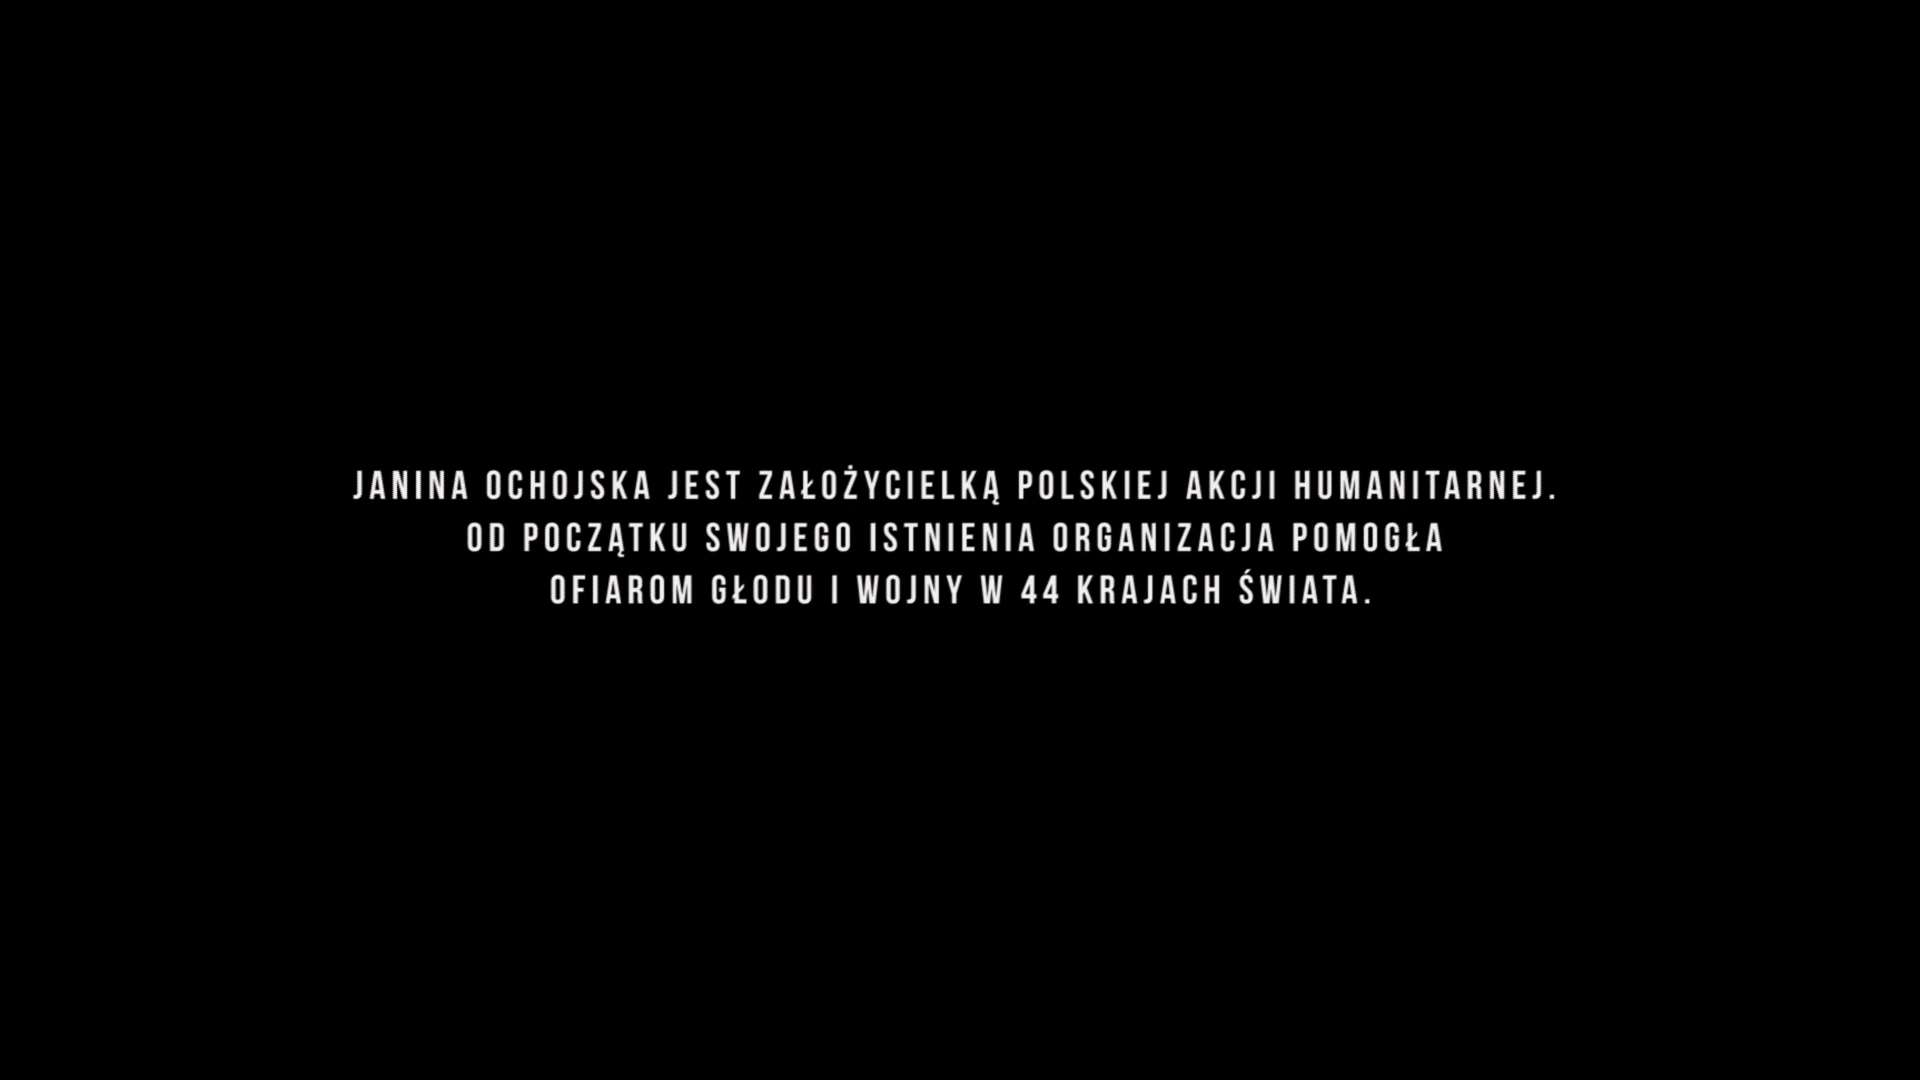 JANINA OCHOJSKA JEST ZAŁOŻYCIELKĄ POLSKIEJ AKCJI HUMANITARNEJ.
OD POCZĄTKU SWOJEGO ISTNIENIA ORGANIZACJA POMOGŁA
OFIAROM GŁODU I WOJNY W 44 KRAJACH ŚWIATA.